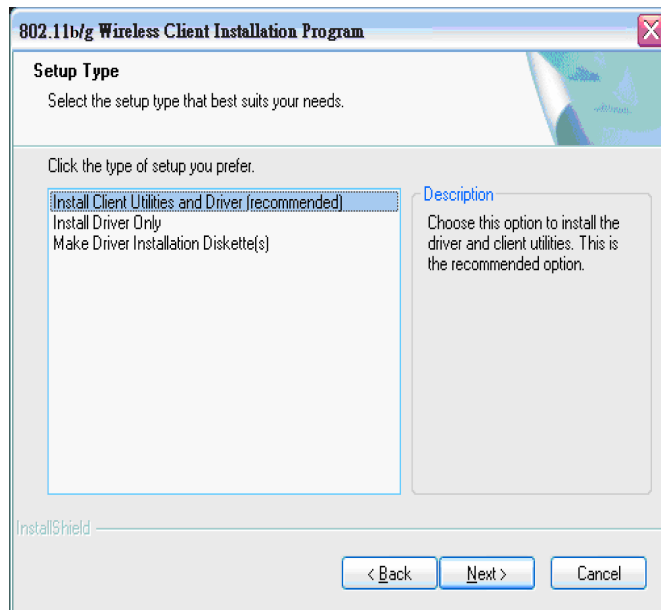 802.11b/g Wireless Client Installation Program
Setup Type
Select the setup type that best suits your needs.
Click the type of setup you prefer.
Install Client Utilities and Driver (recommended)
Install Driver Only
Make Driver Installation Diskette(s)
Description
Choose this option to install the
driver and client utilities. This is
the recommended option.
InstallShield
< Back
Next >
Cancel